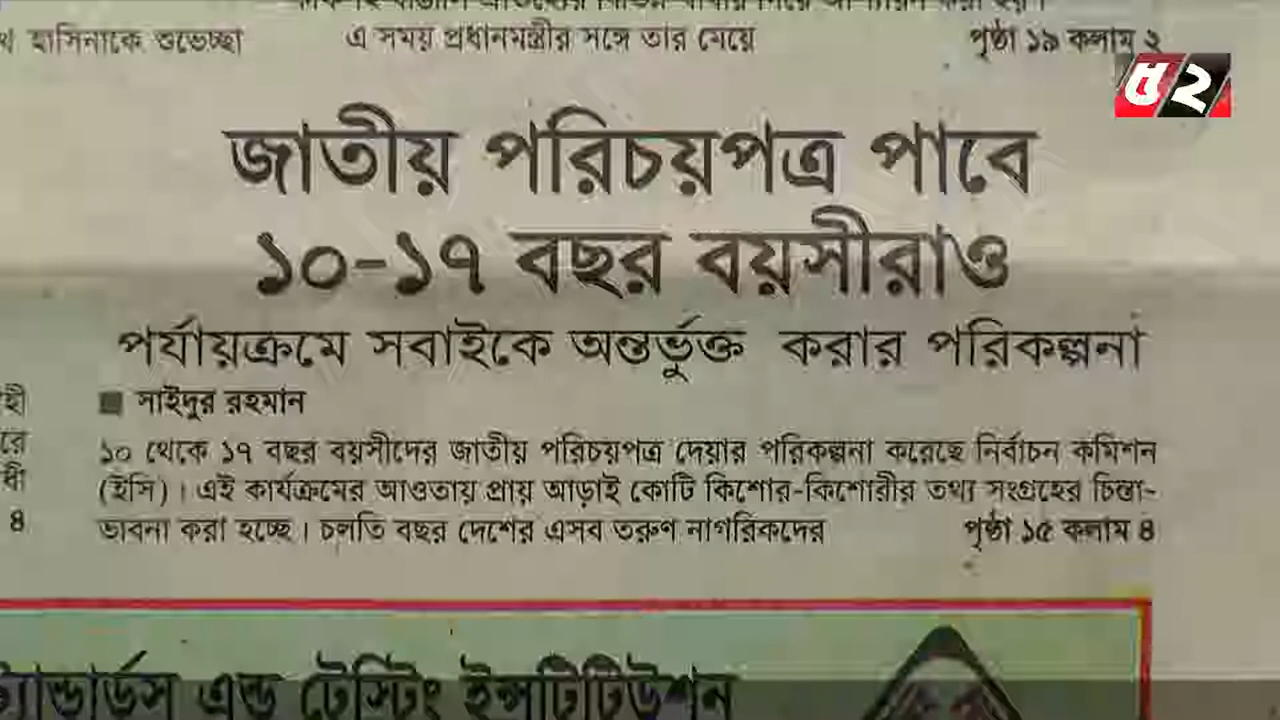 হাসিনাকে শুভেচ্ছা
এ সময় প্রধানমন্ত্রীর সঙ্গে তার মেয়ে
পৃষ্ঠা ১৯ কলাম ২
৫২
জাতীয় পরিচয়পত্র পাবে
১০-১৭ বছর বয়সীরাও
পর্যায়ক্রমে সবাইকে অন্তর্ভুক্ত করার পরিকল্পনা
সাইদুর রহমান
১০ থেকে ১৭ বছর বয়সীদের জাতীয় পরিচয়পত্র দেয়ার পরিকল্পনা করেছে নির্বাচন কমিশন
(ইসি)। এই কার্যক্রমের আওতায় প্রায় আড়াই কোটি কিশোর-কিশোরীর তথ্য সংগ্রহের চিন্তা-
ভাবনা করা হচ্ছে। চলতি বছর দেশের এসব তরুণ নাগরিকদের
পৃষ্ঠা ১৫ কলাম ৪
৪
এন্ড টেস্টিং ইন্সটিটিউশন